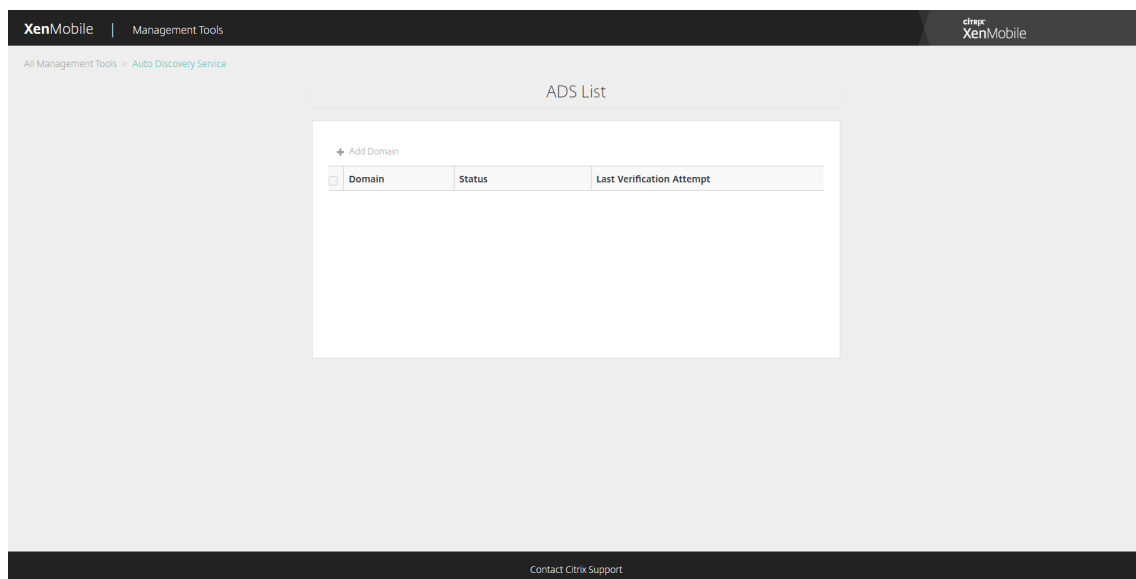 XenMobile | Management Tools
citrix
XenMobile
All Management Tools > Auto Discovery Service
ADS List
+ Add Domain
Domain Status Last Verification Attempt
Contact Citrix Support